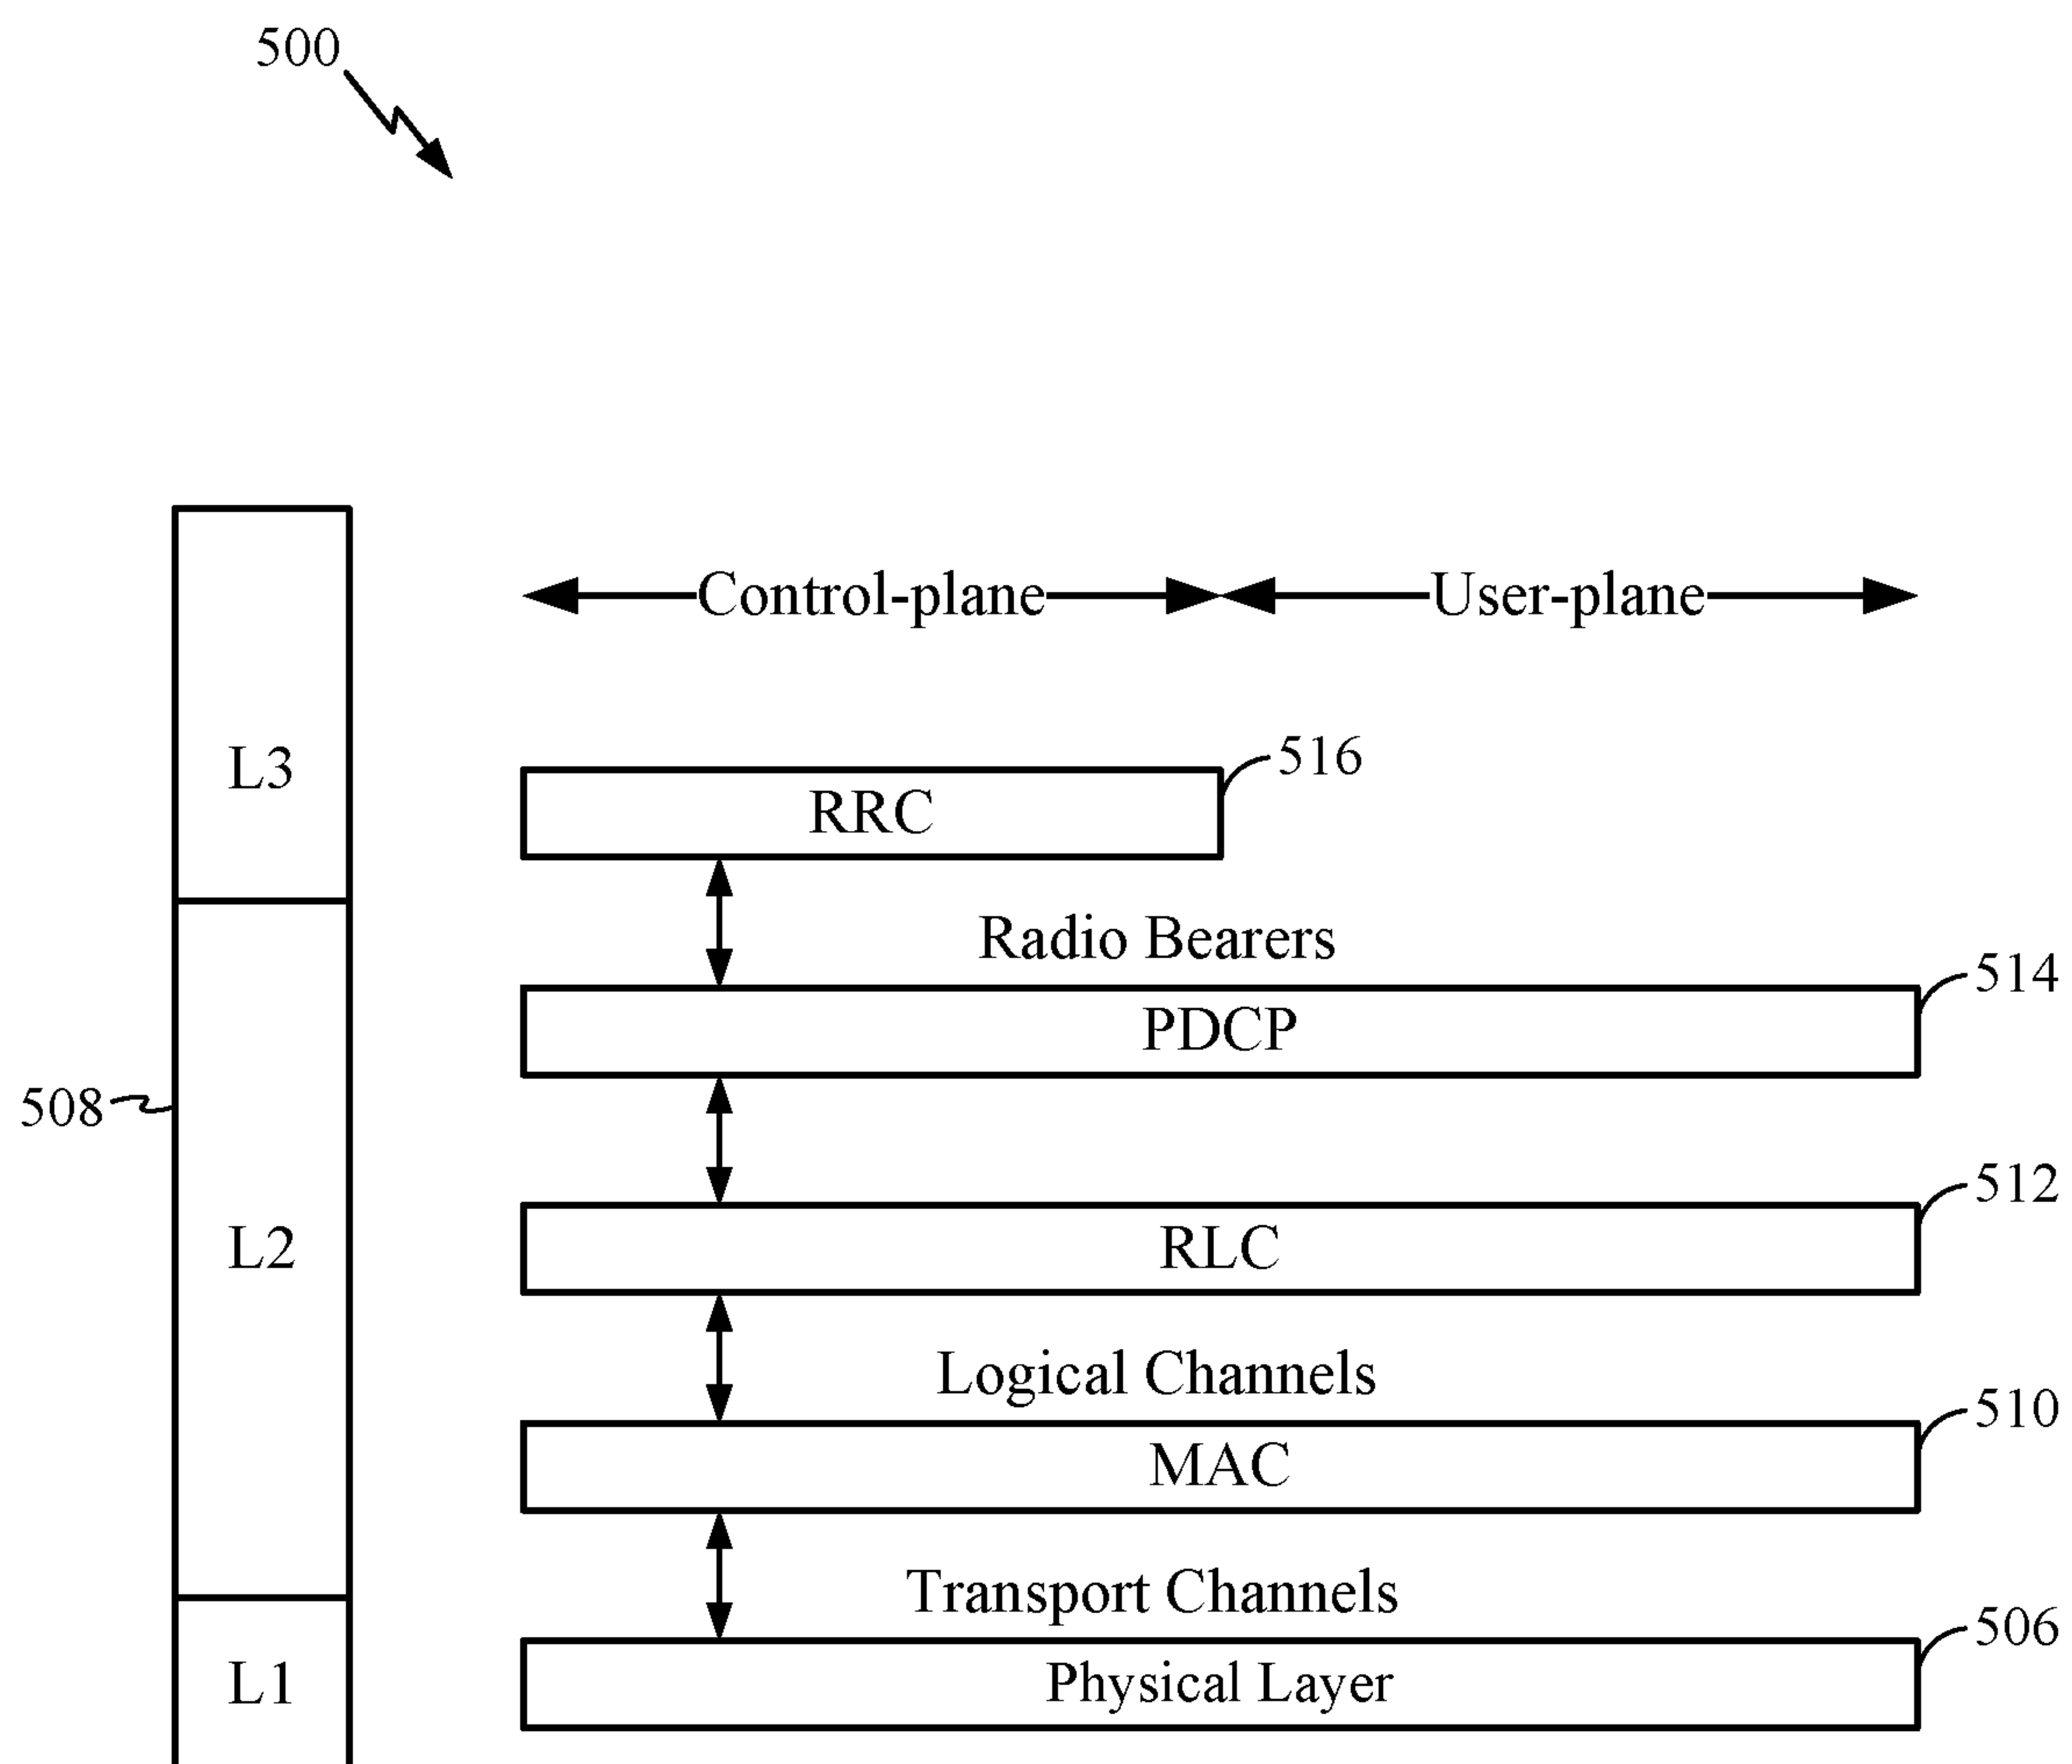 500
Control-plane User-plane
L3
516
RRC
Radio Bearers
514
PDCP
508
512
L2
RLC
Logical Channels
510
MAC
Transport Channels
506
L1
Physical Layer